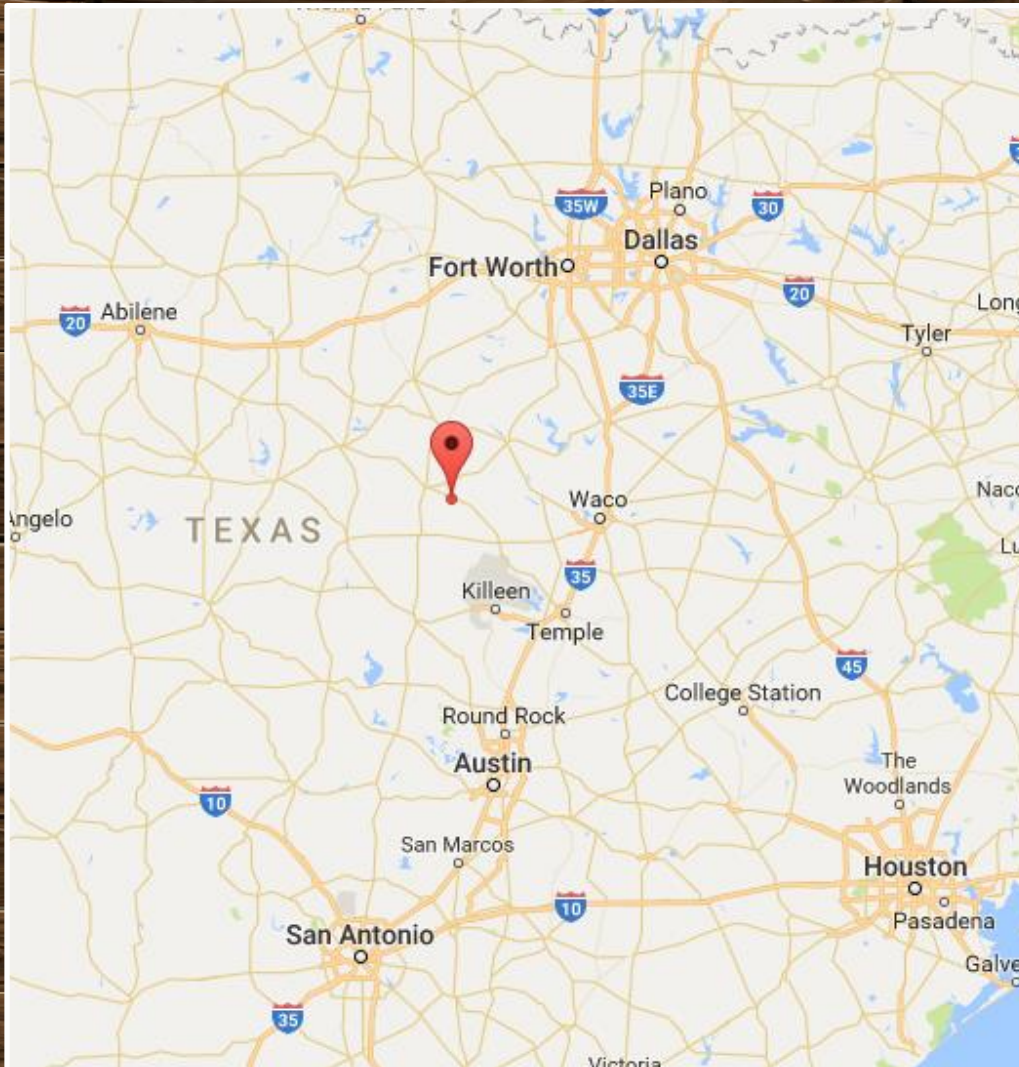 Plano
35W
30
Dallas
Fort Worth
20
Long
Abilene
20
Tyler
35E
Waco
Naco
Angelo
TEXAS
Lu
35
Killeen
Temple
45
College Station
Round Rock
Austin
The
Woodlands
10
San Marcos
Houston
10
Pasadena
San Antonio
Galve
35
Victoria